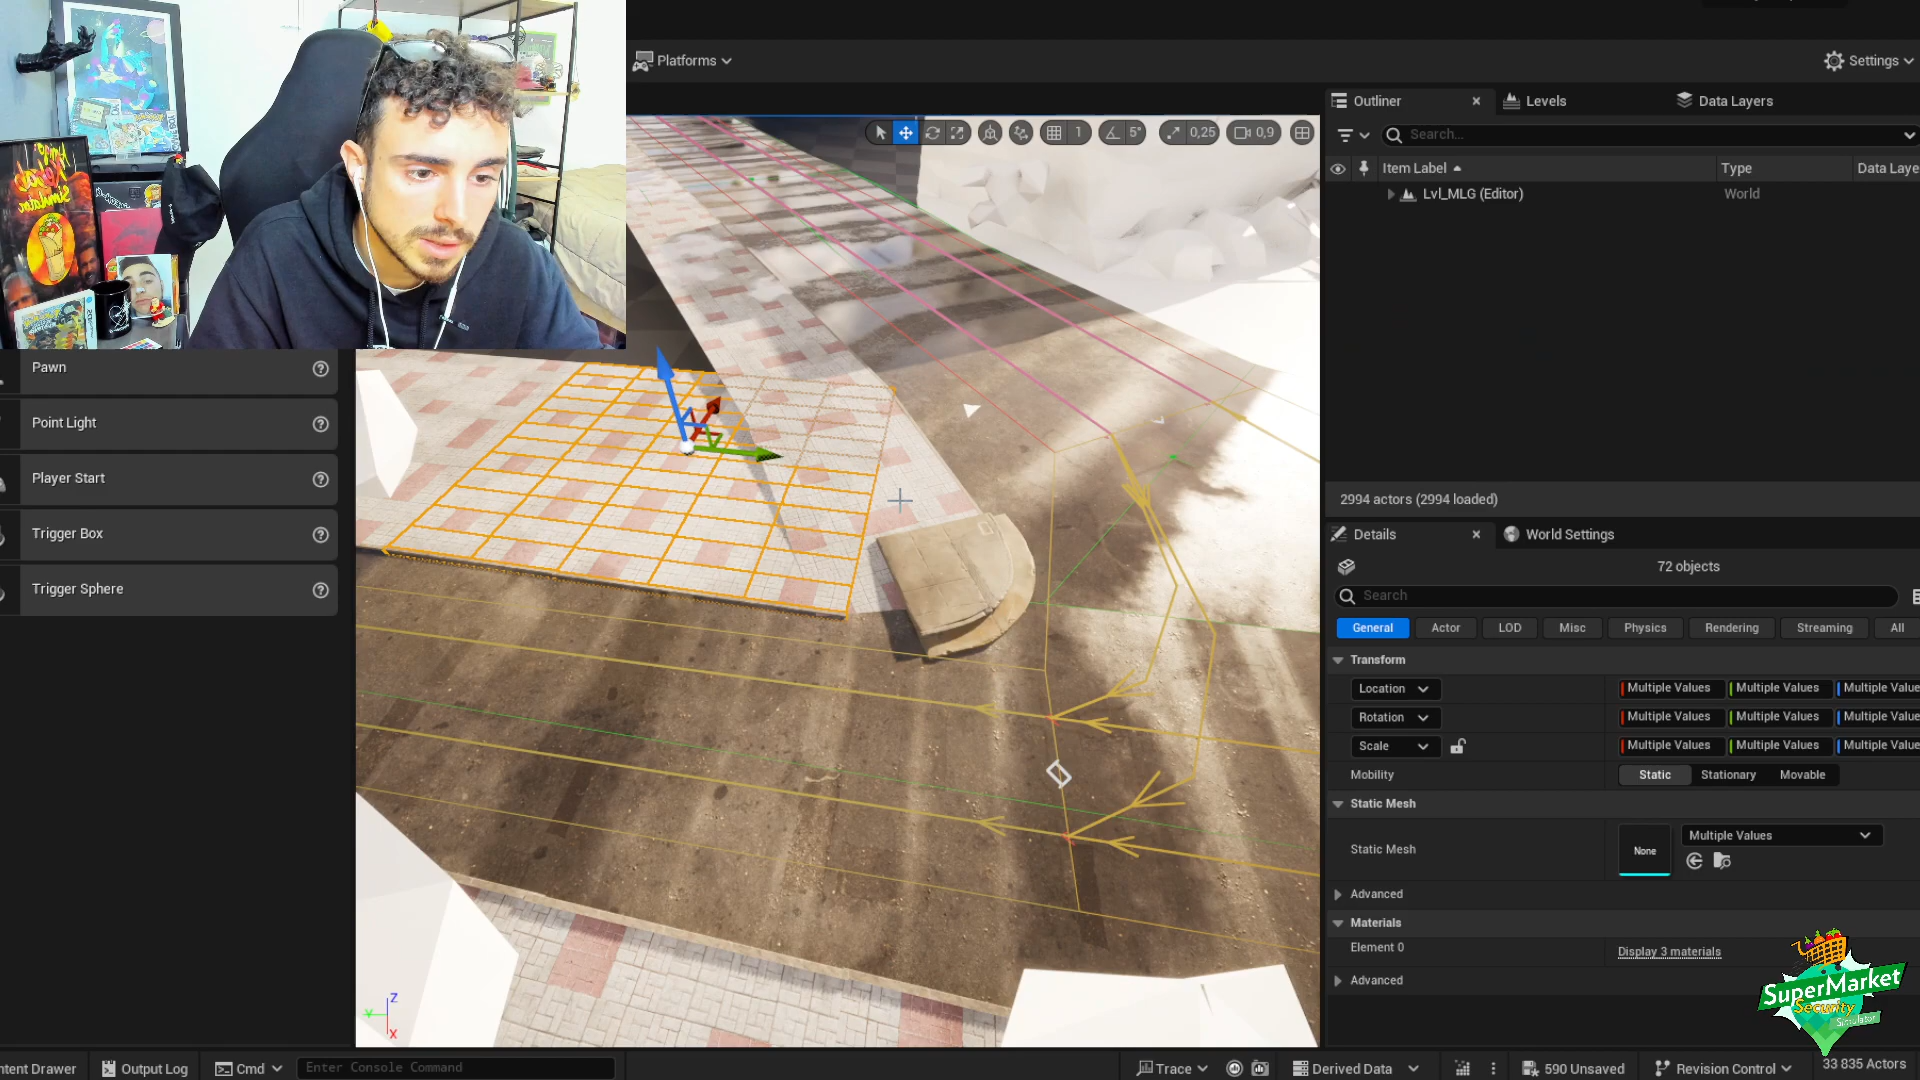 Platforms
Settings
Outliner
Levels
Data Layers
1
5°
0,25
0,9
Search...
Item Label
Type
Data Laye
Lvl_MLG (Editor)
World
Pawn
Point Light
Player Start
Trigger Box
Trigger Sphere
2994 actors (2994 loaded)
Details
World Settings
72 objects
Search
General
Actor
LOD
Misc
Physics
Rendering
Streaming
All
Transform
Location
Multiple Values
Multiple Values
Multiple Value
Rotation
Multiple Values
Multiple Values
Multiple Value
Scale
Multiple Values
Multiple Values
Multiple Value
Mobility
Static
Stationary
Movable
Static Mesh
Static Mesh
None
Multiple Values
Advanced
Materials
Element 0
Display 3 materials
Advanced
SuperMarket
Security
Simulator
Z
Y
X
ntent Drawer
Output Log
Cmd
Enter Console Command
Trace
Derived Data
590 Unsaved
Revision Control
33 835 Actors